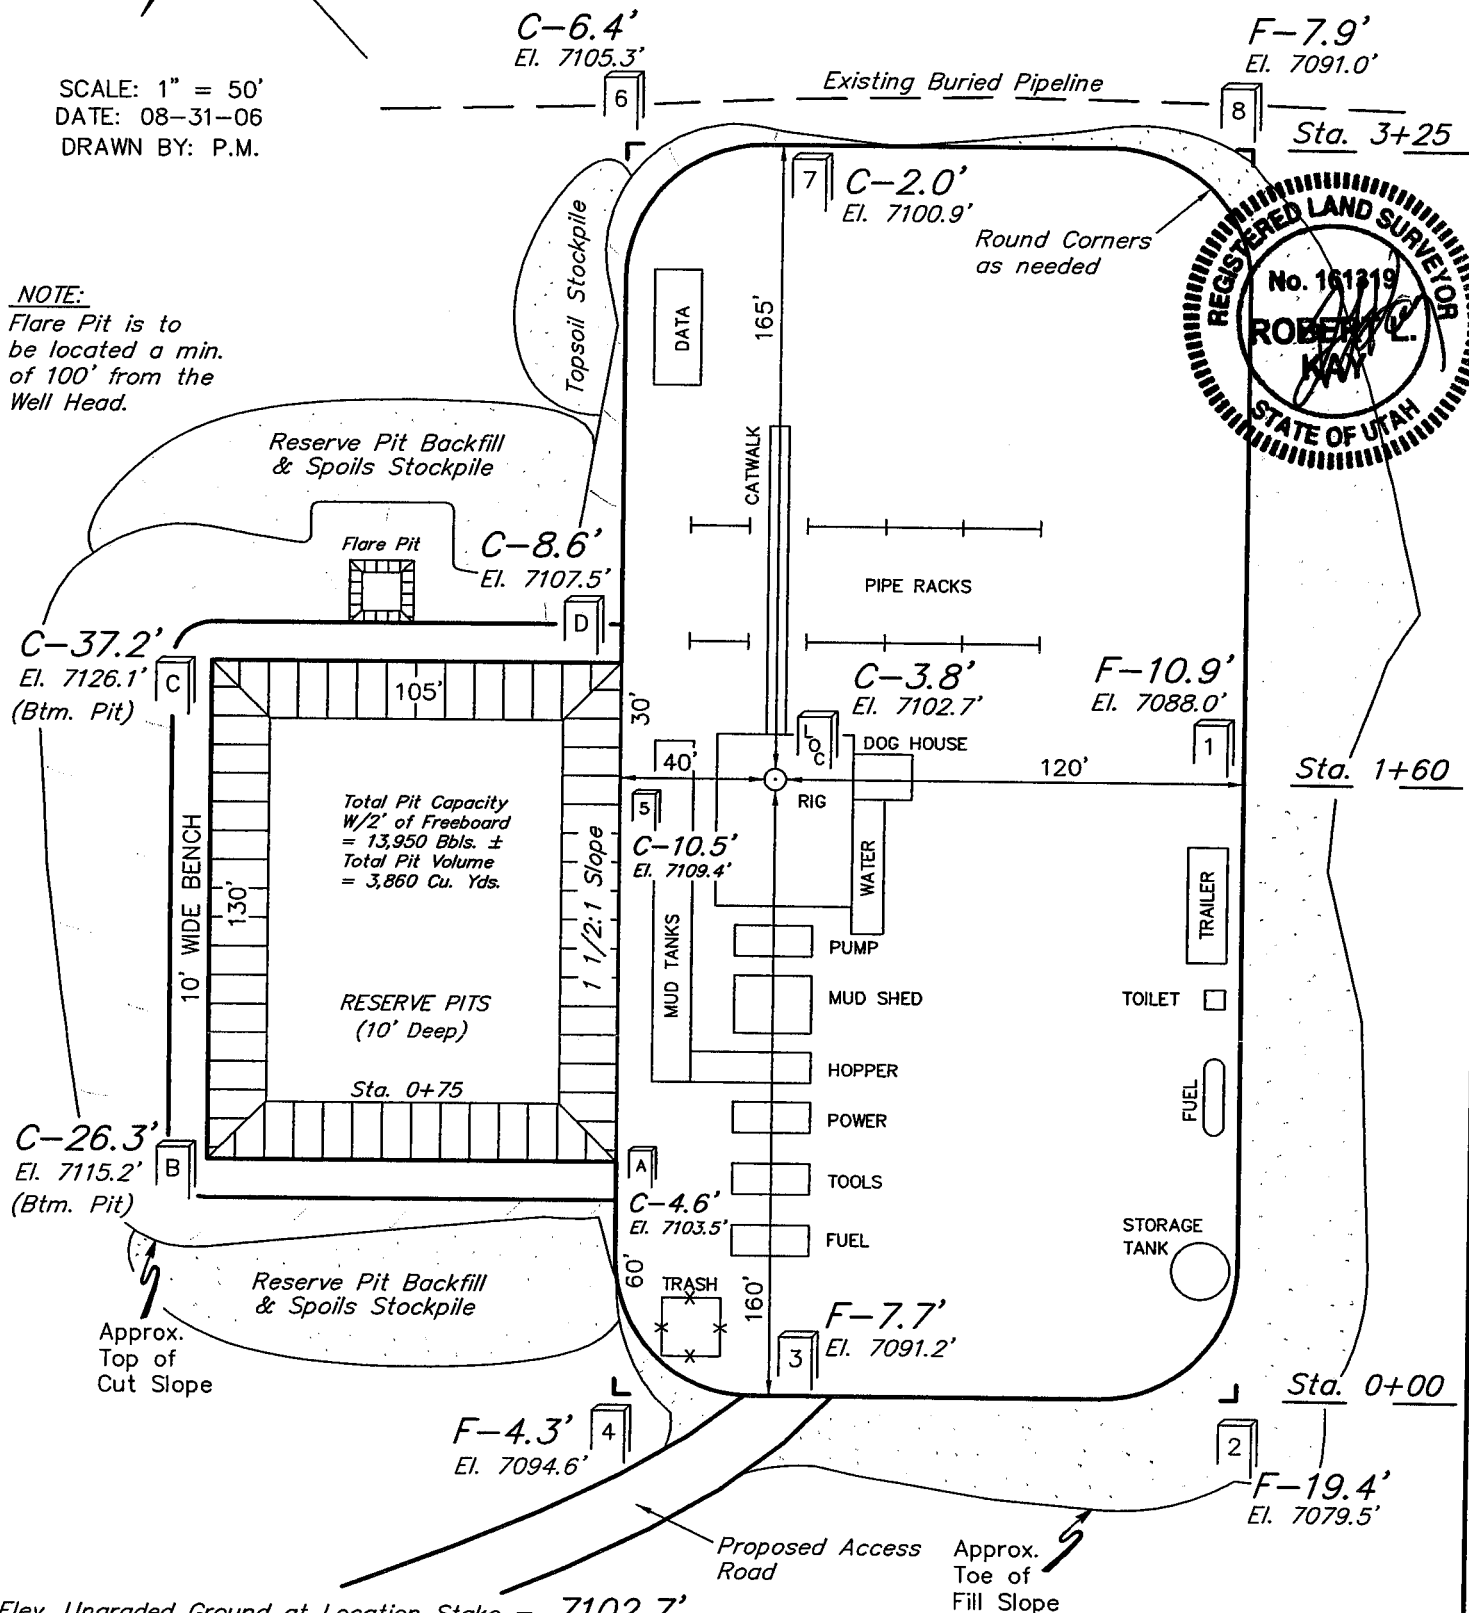 C-6.4'
El. 7105.3'
F-7.9'
El. 7091.0'
SCALE: 1" = 50'
DATE: 08-31-06
DRAWN BY: P.M.
6
Existing Buried Pipeline
8
Sta. 3+25
7
C-2.0'
El. 7100.9'
Round Corners
as needed
REGISTERED LAND SURVEYOR
No. 161319
ROBERT L.
KAY
STATE OF UTAH
Topsoil Stockpile
DATA
165'
NOTE:
Flare Pit is to
be located a min.
of 100' from the
Well Head.
Reserve Pit Backfill
& Spoils Stockpile
CATWALK
Flare Pit
C-8.6'
El. 7107.5'
D
PIPE RACKS
C-37.2'
El. 7126.1'
(Btm. Pit)
C
105'
30'
C-3.8'
El. 7102.7'
F-10.9'
El. 7088.0'
LOC
DOG HOUSE
1
40'
120'
Sta. 1+60
RIG
5
C-10.5'
El. 7109.4'
Total Pit Capacity
W/2' of Freeboard
= 13,950 Bbls. ±
Total Pit Volume
= 3,860 Cu. Yds.
10' WIDE BENCH
130'
1 1/2:1 Slope
WATER
TRAILER
MUD TANKS
PUMP
MUD SHED
TOILET
RESERVE PITS
(10' Deep)
HOPPER
Sta. 0+75
POWER
FUEL
C-26.3'
El. 7115.2'
(Btm. Pit)
B
A
TOOLS
C-4.6'
El. 7103.5'
FUEL
STORAGE
TANK
60'
TRASH
160'
Reserve Pit Backfill
& Spoils Stockpile
Approx.
Top of
Cut Slope
F-7.7'
El. 7091.2'
3
Sta. 0+00
F-4.3'
El. 7094.6'
4
2
F-19.4'
El. 7079.5'
Proposed Access
Road
Approx.
Toe of
Fill Slope
Elev. Ungraded Ground at Location Stake = 7102.7'